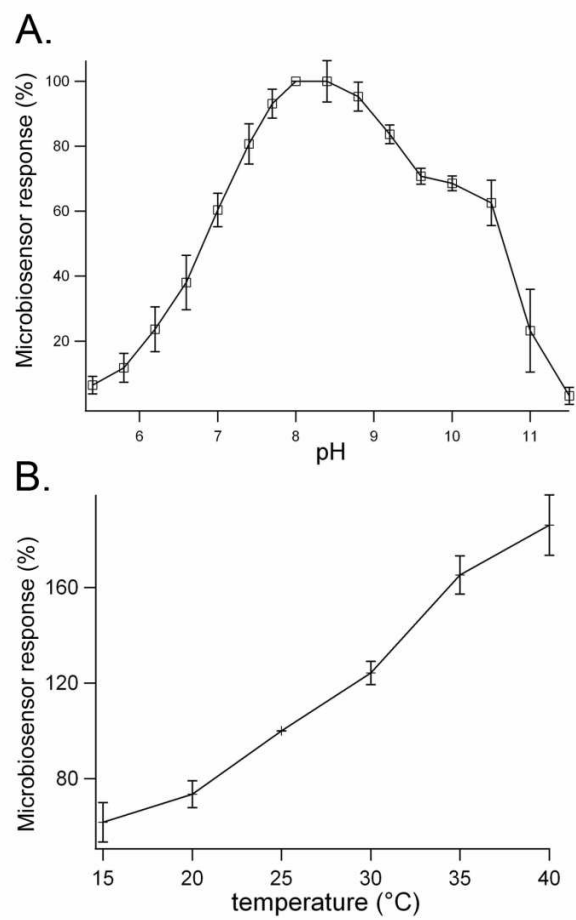 A.
Microbiosensor response (%)
100
80
60
40
20
6 7 8 9 10 11
pH
B.
Microbiosensor response (%)
160
120
80
15 20 25 30 35 40
temperature (°C)